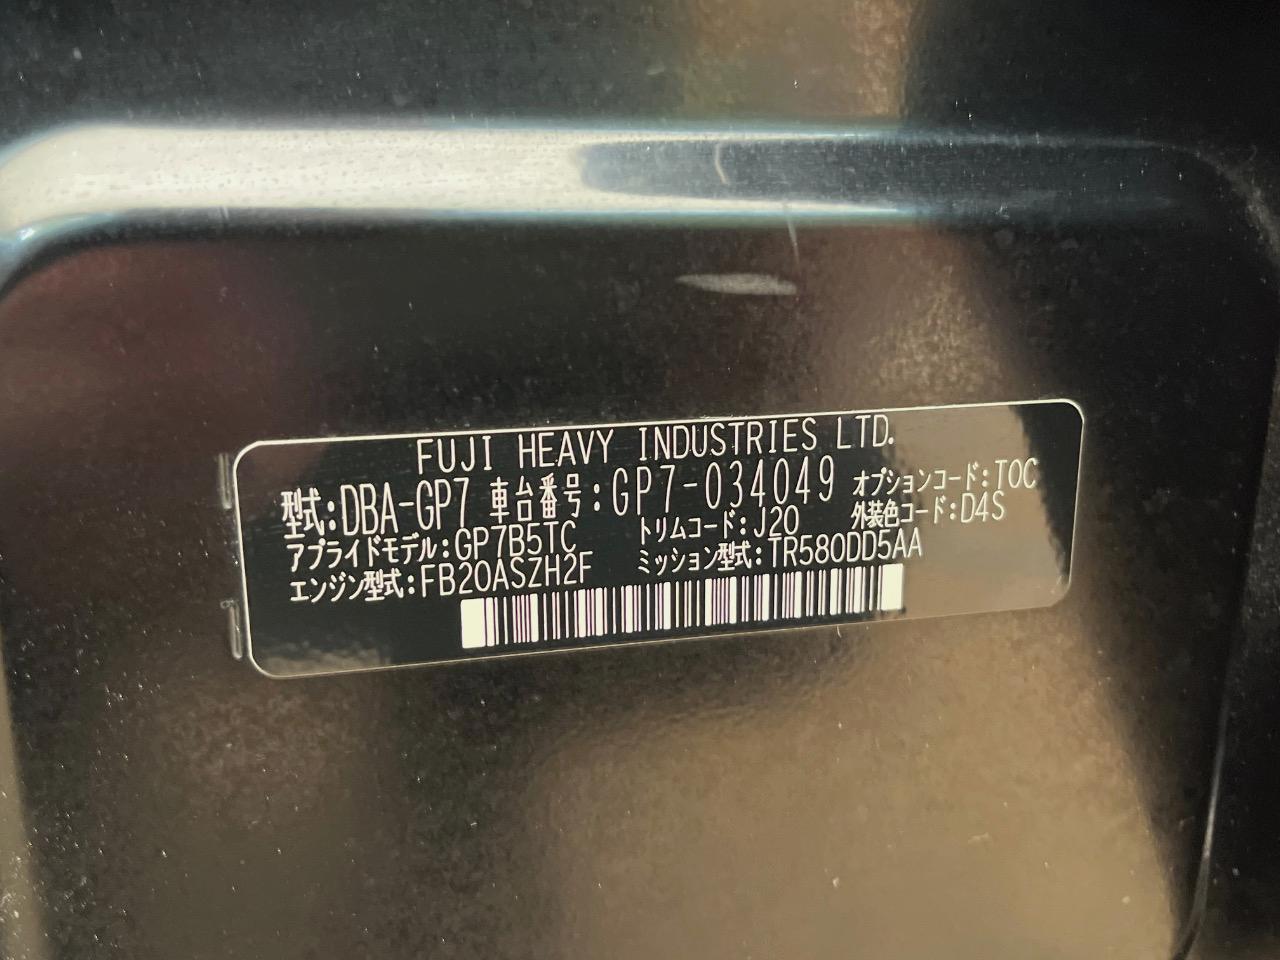 FUJI HEAVY INDUSTRIES LTD.
型式:DBA-GP7 車台番号:GP7-034049 オプションコード:TOC
アプライドモデル:GP7B5TC トリムコード:J20 外装色コード:D4S
エンジン型式:FB20ASZH2F ミッション型式:TR580DD5AA